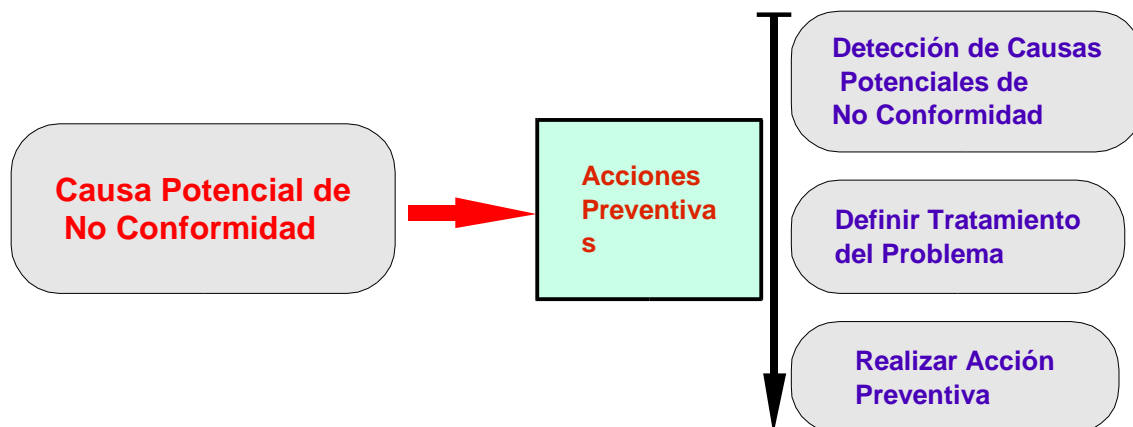 Causa Potencial de
No Conformidad
Acciones
Preventiva
s
Detección de Causas
Potenciales de
No Conformidad
Definir Tratamiento
del Problema
Realizar Acción
Preventiva